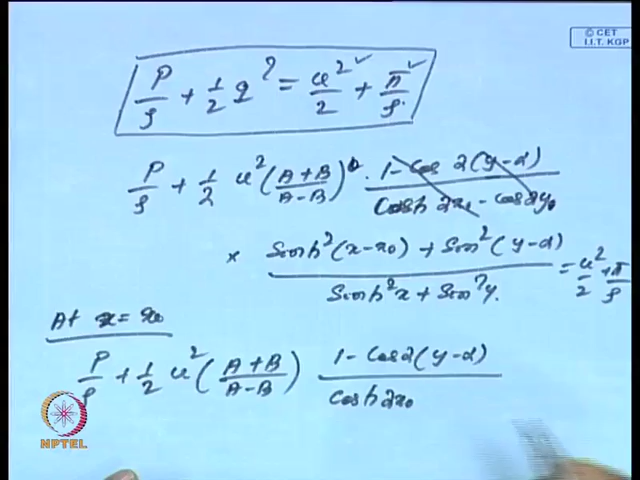 © CET
I.I.T. KGP
P/ρ + 1/2 q² = u²/2 + π/ρ
P/ρ + 1/2 u² (A+B / A-B) · 1 - cos 2(y-α) / cosh 2x₀ - cos 2y₀
× sinh²(x-x₀) + sin²(y-α) / sinh²x + sin²y. = u²/2 + π/ρ
At x = x₀
P/ρ + 1/2 u² (A+B / A-B) 1 - cos 2(y-α) / cosh 2x₀
NPTEL